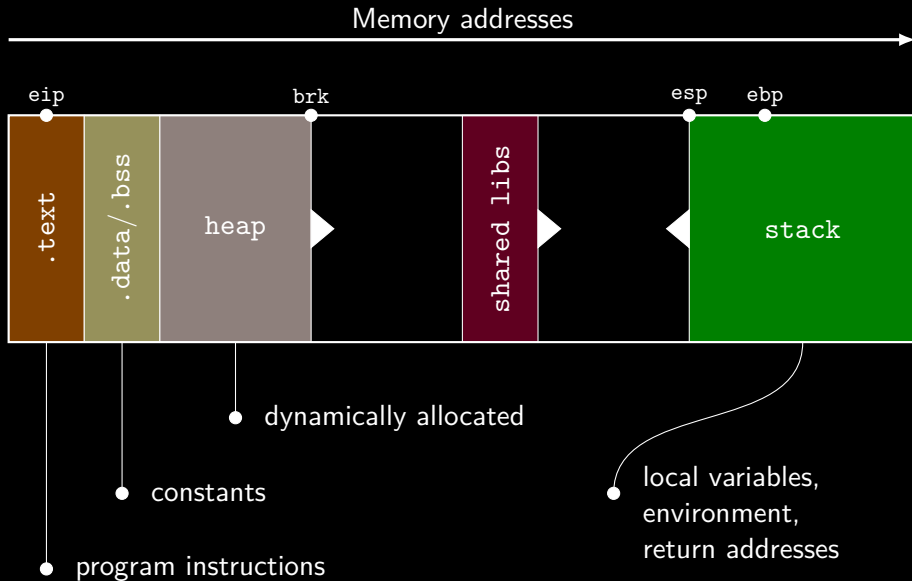 Memory addresses
eip
brk
esp
ebp
.text
.data/.bss
heap
shared libs
stack
dynamically allocated
constants
local variables,
environment,
return addresses
program instructions